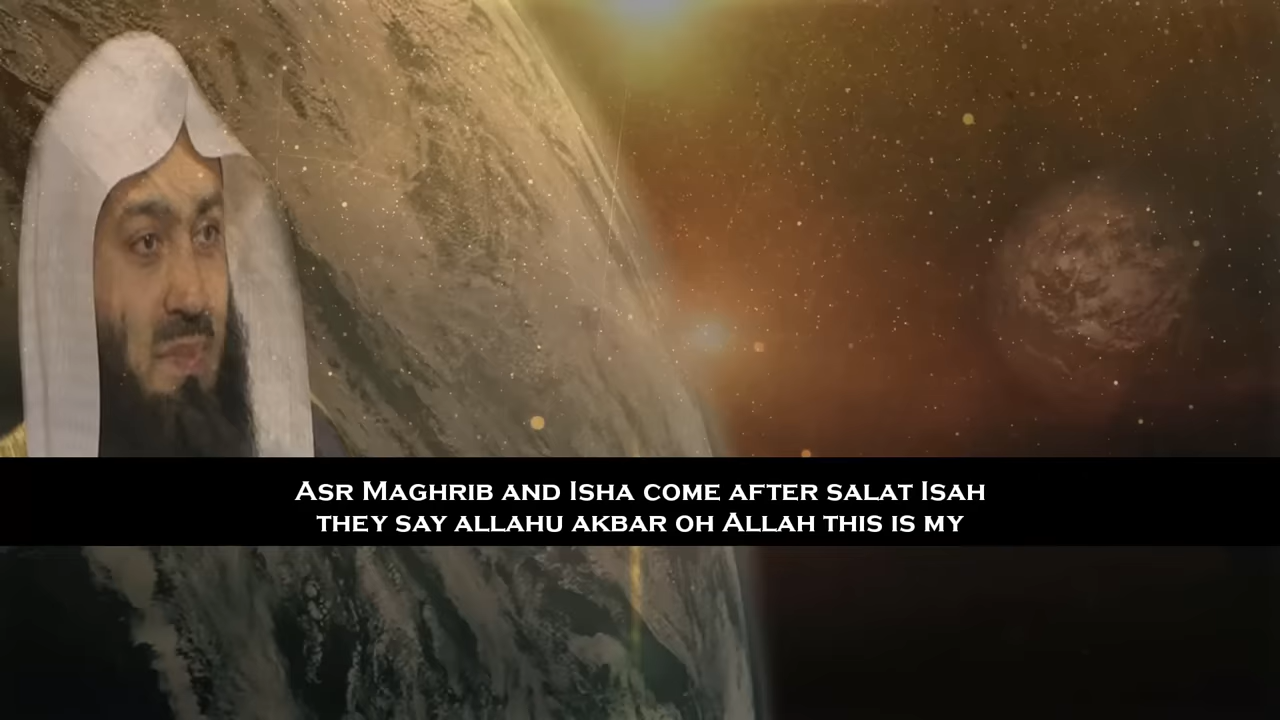 Asr Maghrib and Isha come after salat Isah
they say allahu akbar oh Allah this is my